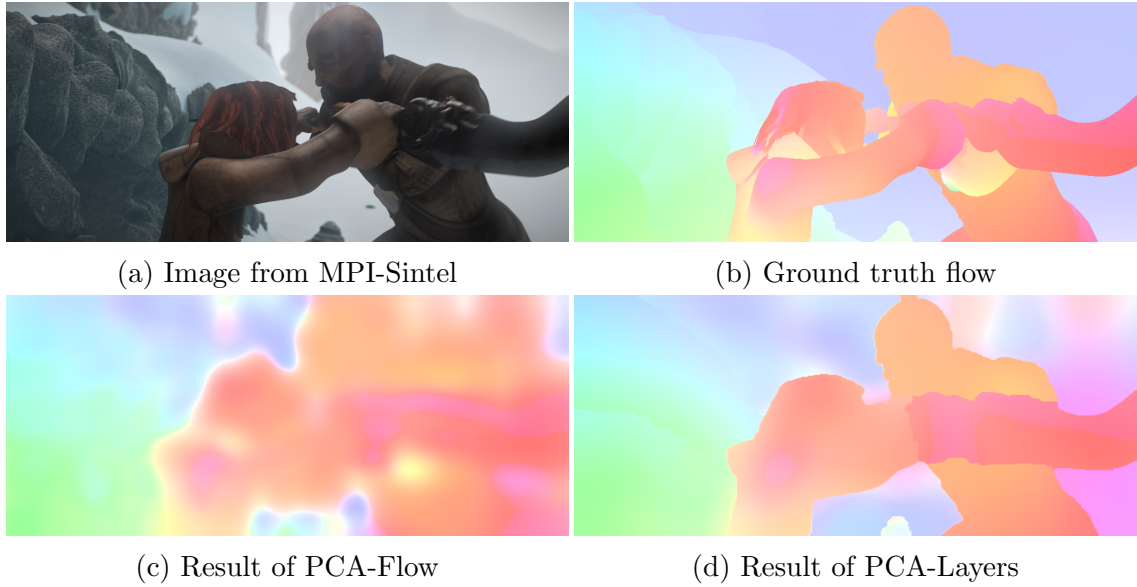 (a) Image from MPI-Sintel
(b) Ground truth flow
(c) Result of PCA-Flow
(d) Result of PCA-Layers